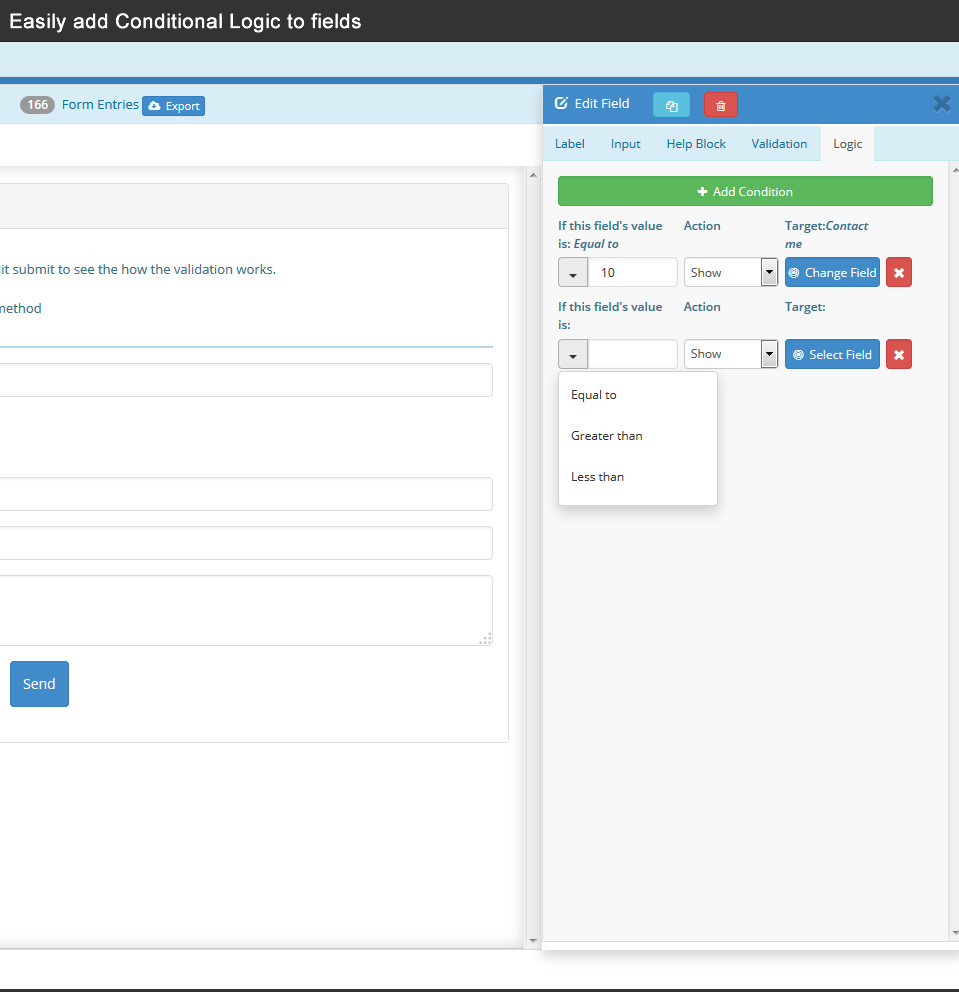 Easily add Conditional Logic to fields
166 Form Entries Export
Edit Field
Label Input Help Block Validation Logic
Add Condition
If this field's value Action Target:Contact
is: Equal to me
10 Show Change Field
If this field's value Action Target:
is:
Show Select Field
Equal to
Greater than
Less than
it submit to see the how the validation works.
method
Send